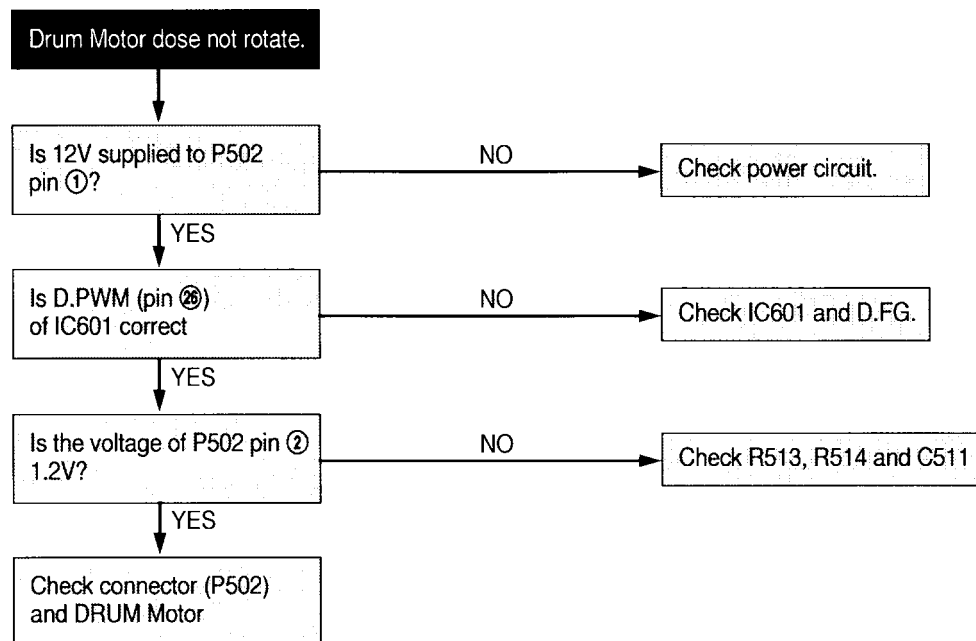 Drum Motor dose not rotate.
Is 12V supplied to P502
pin ①?
NO
Check power circuit.
YES
Is D.PWM (pin ㉖)
of IC601 correct
NO
Check IC601 and D.FG.
YES
Is the voltage of P502 pin ②
1.2V?
NO
Check R513, R514 and C511
YES
Check connector (P502)
and DRUM Motor